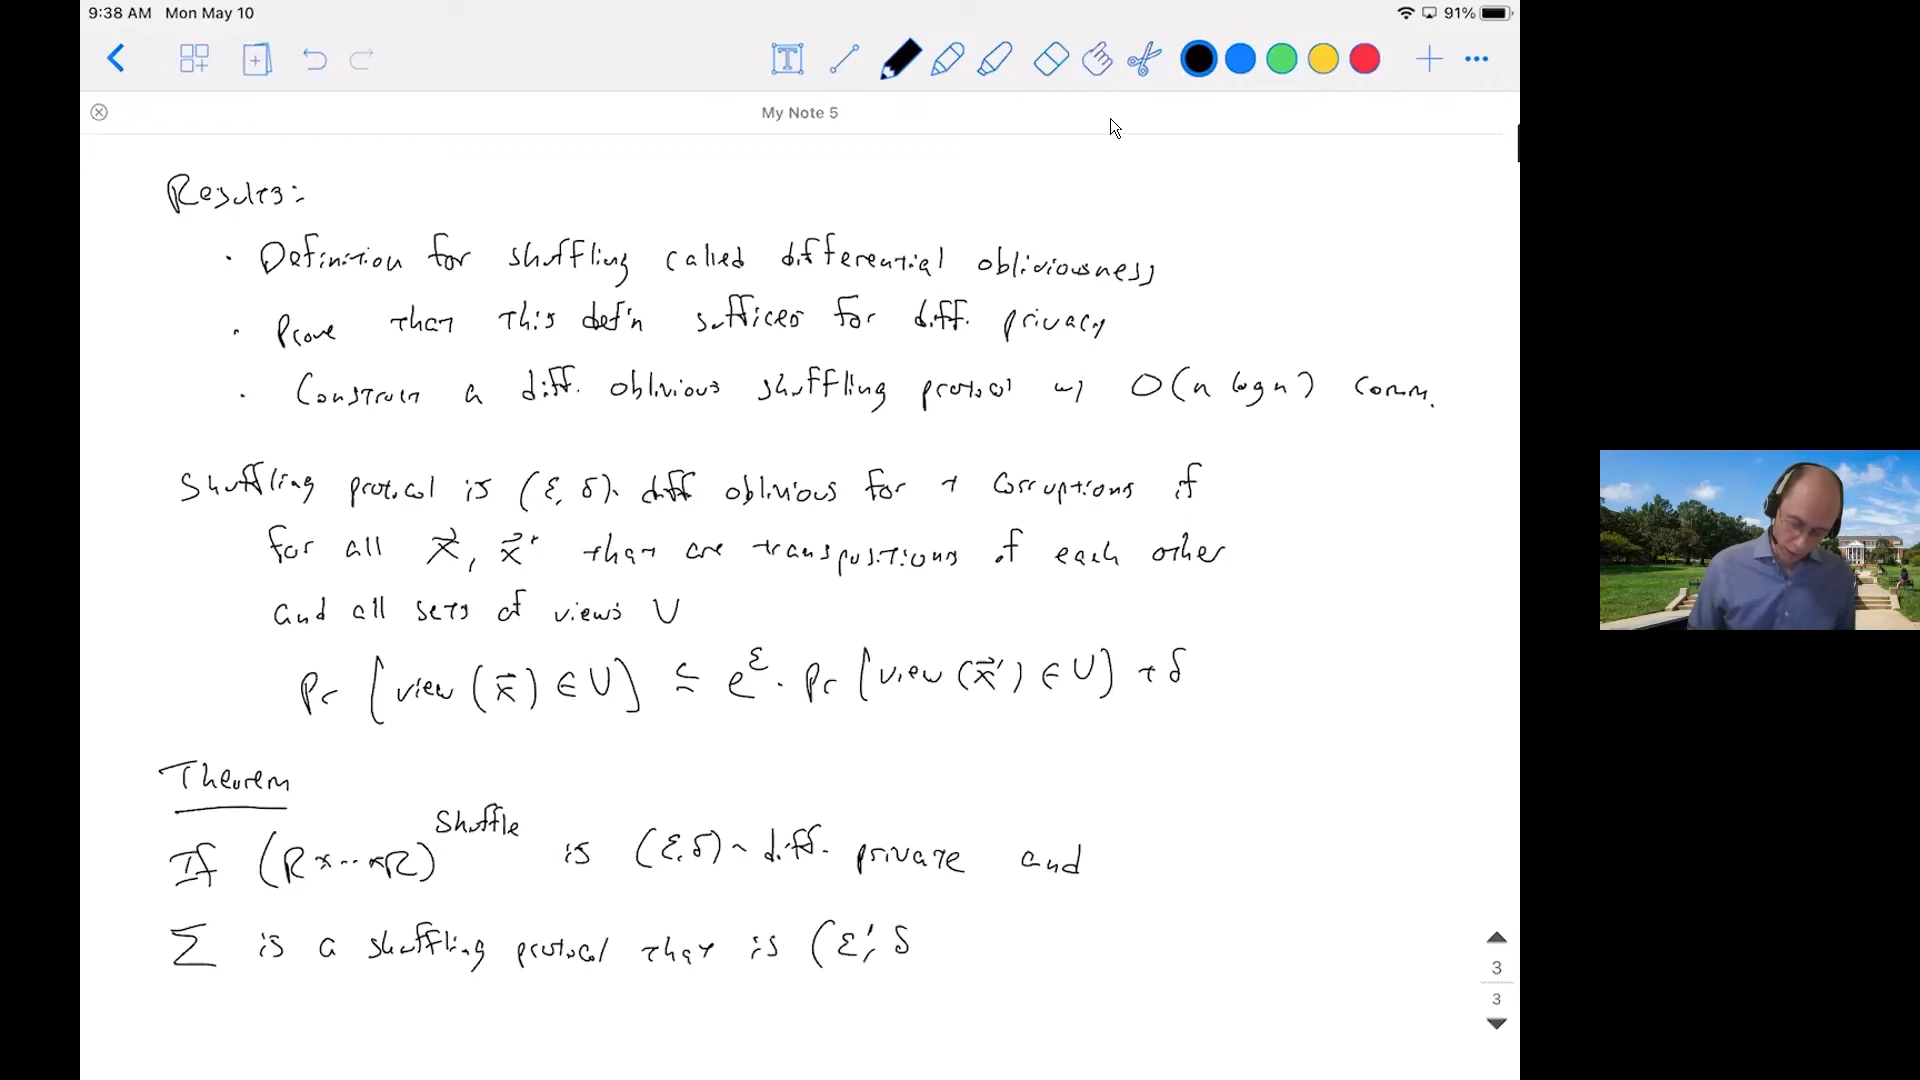 9:38 AM Mon May 10
91%
My Note 5
Results:
· Definition for shuffling called differential obliviousness
· Prove that this def'n suffices for diff. privacy
· Construct a diff. oblivious shuffling protocol w/ O(n log n) comm.
Shuffling protocol is (ε, δ)- diff oblivious for t corruptions if
for all x⃗, x⃗' that are transpositions of each other
and all sets of views V
Pr [view (x⃗) ∈ V] ≤ e^ε · Pr [view (x⃗') ∈ V] + δ
Theorem
If (R×···×R)^Shuffle is (ε, δ)- diff. private and
Σ is a shuffling protocol that is (ε', δ
3
3